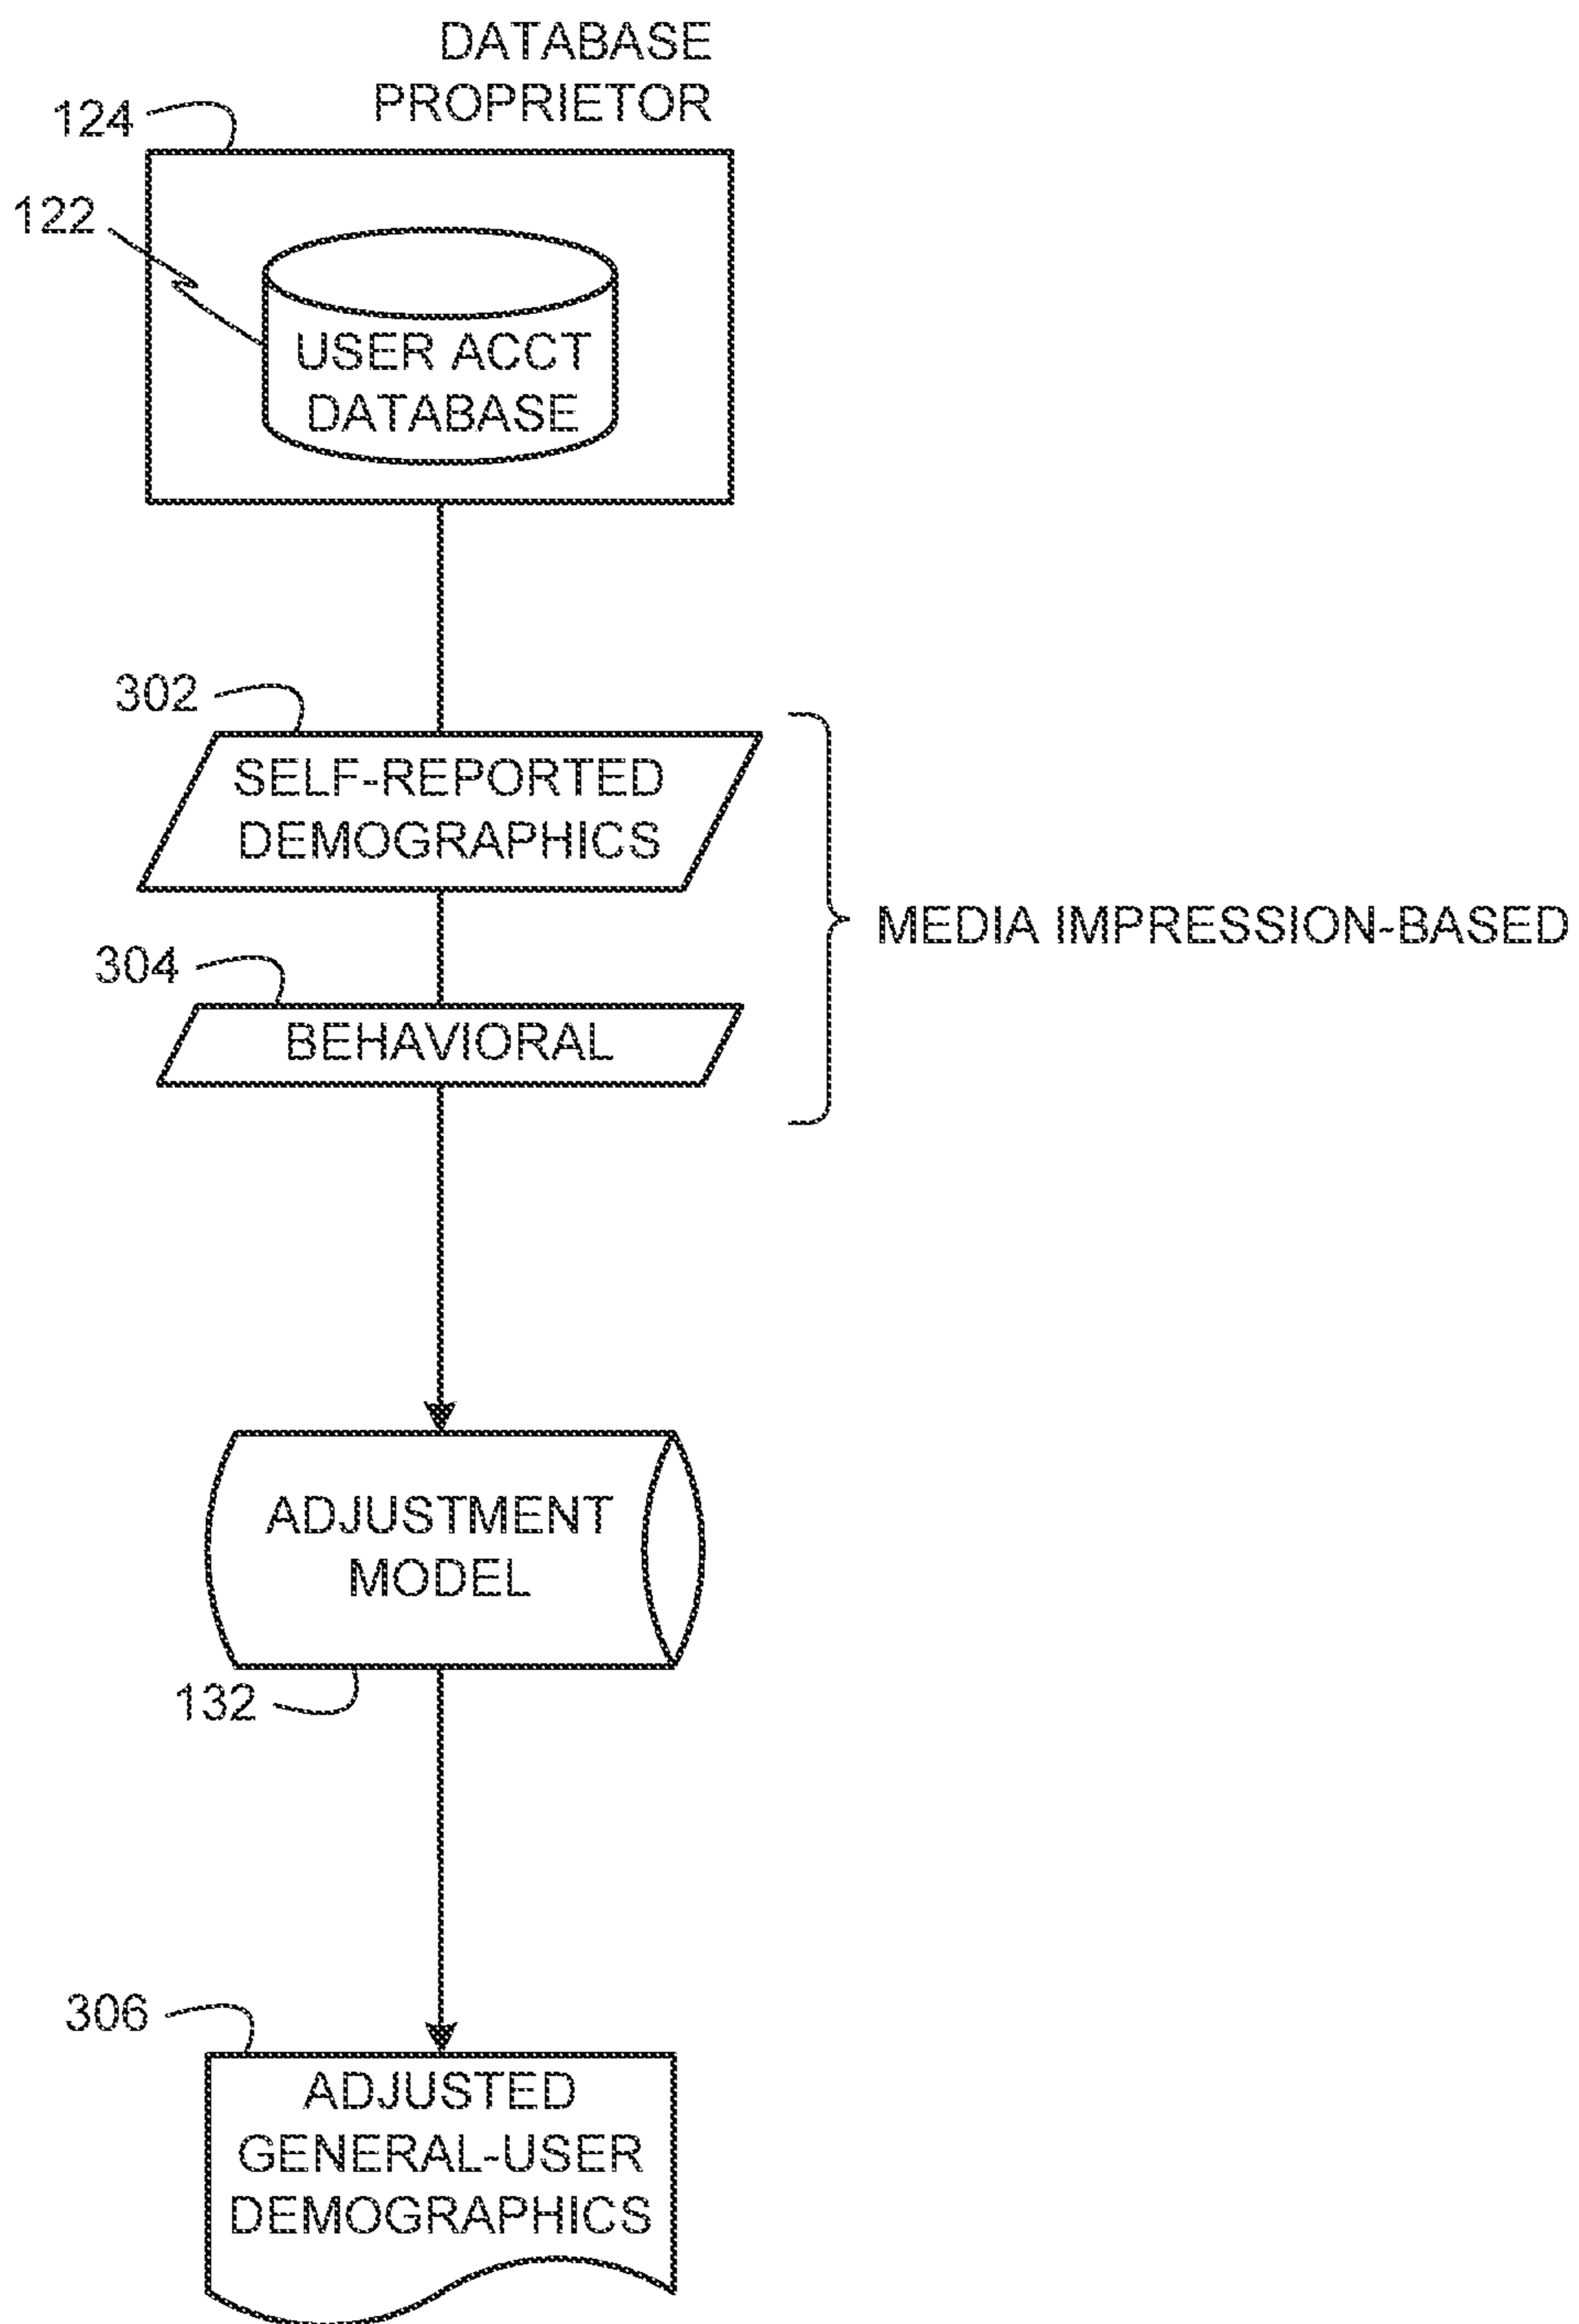 DATABASE
PROPRIETOR
124
122
USER ACCT
DATABASE
302
SELF-REPORTED
DEMOGRAPHICS
MEDIA IMPRESSION-BASED
304
BEHAVIORAL
ADJUSTMENT
MODEL
132
306
ADJUSTED
GENERAL-USER
DEMOGRAPHICS